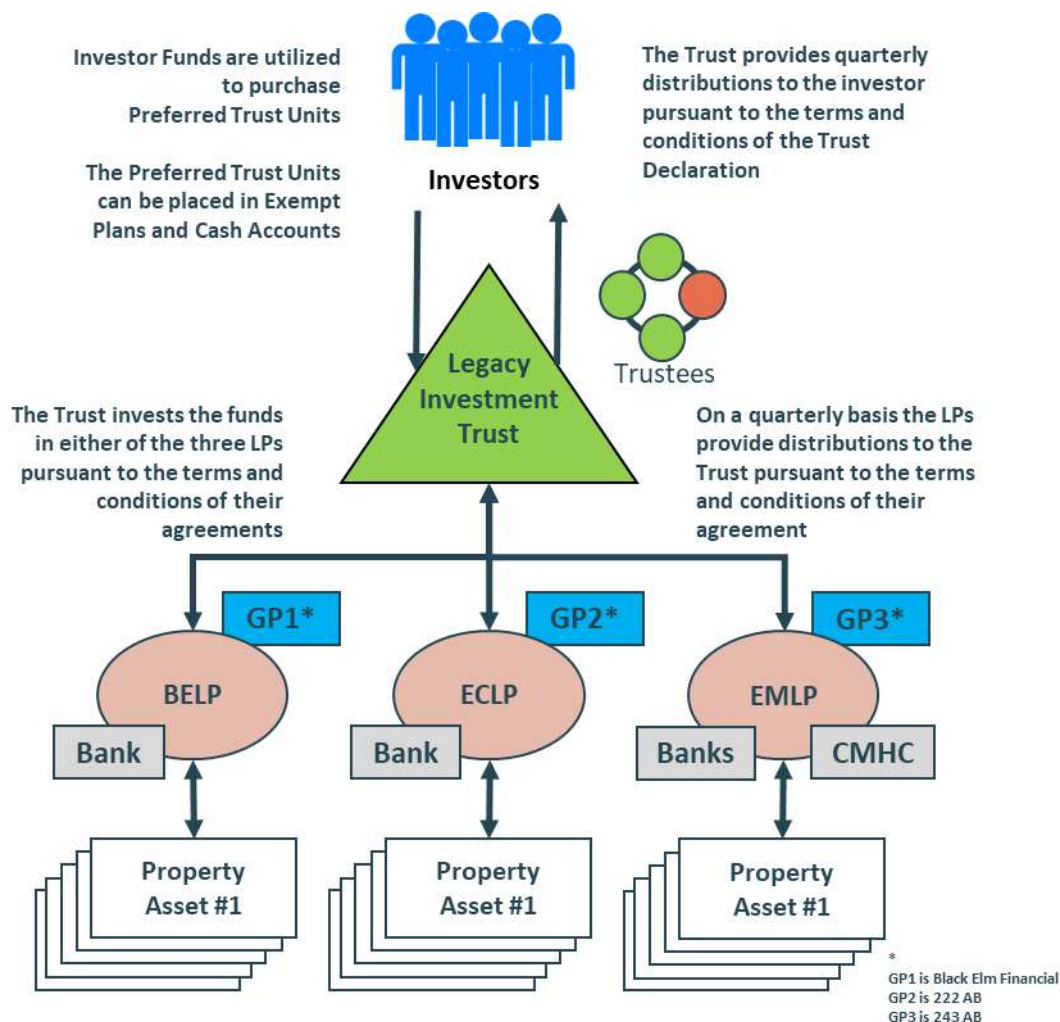 Investor Funds are utilized
to purchase
Preferred Trust Units
The Preferred Trust Units
can be placed in Exempt
Plans and Cash Accounts
Investors
The Trust provides quarterly
distributions to the investor
pursuant to the terms and
conditions of the Trust
Declaration
Legacy
Investment
Trust
Trustees
The Trust invests the funds
in either of the three LPs
pursuant to the terms and
conditions of their
agreements
On a quarterly basis the LPs
provide distributions to the
Trust pursuant to the terms
and conditions of their
agreement
GP1*
BELP
Bank
GP2*
ECLP
Bank
GP3*
EMLP
Banks
CMHC
Property
Asset #1
Property
Asset #1
Property
Asset #1
*
GP1 is Black Elm Financial
GP2 is 222 AB
GP3 is 243 AB